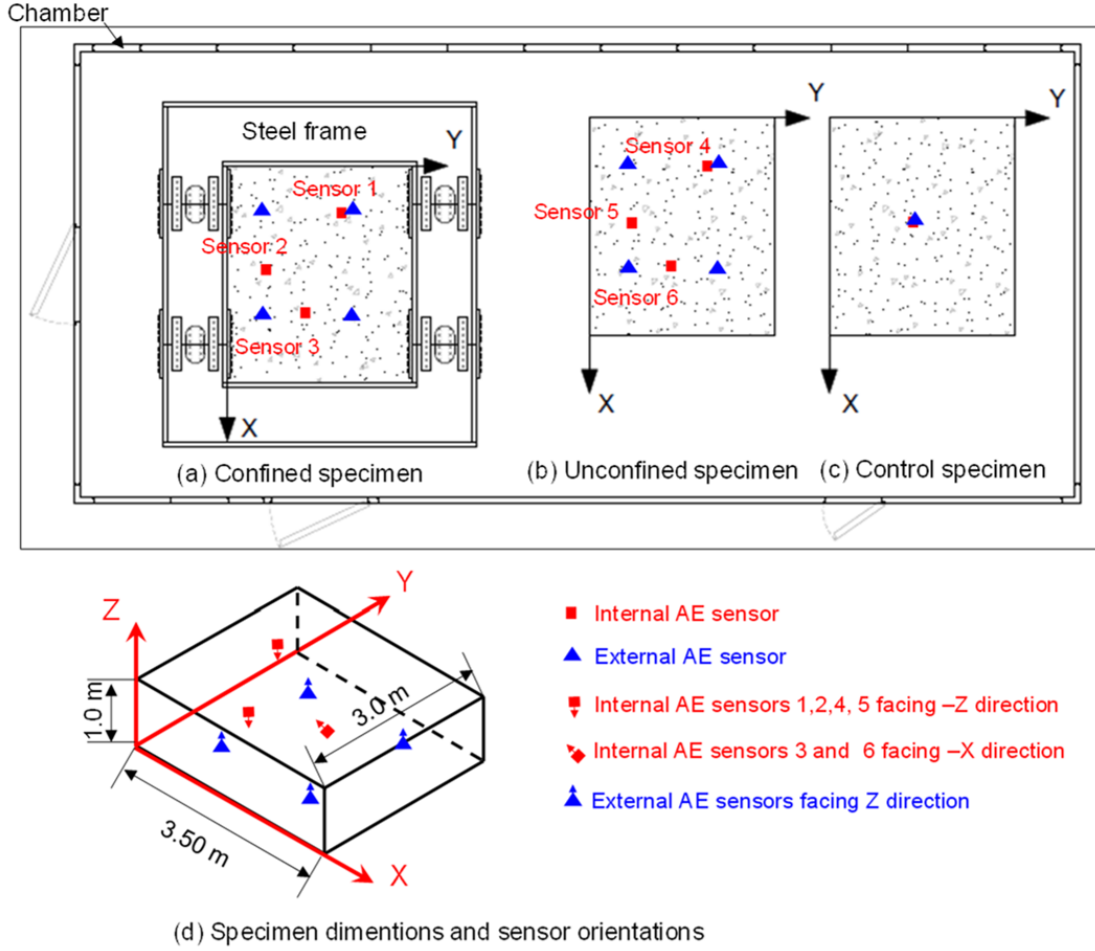 Chamber
Steel frame
Y
Sensor 1
Sensor 2
Sensor 3
X
(a) Confined specimen
Y
Sensor 4
Sensor 5
Sensor 6
X
(b) Unconfined specimen
Y
X
(c) Control specimen
Z
Y
X
1.0 m
3.0 m
3.50 m
Internal AE sensor
External AE sensor
Internal AE sensors 1,2,4, 5 facing –Z direction
Internal AE sensors 3 and 6 facing –X direction
External AE sensors facing Z direction
(d) Specimen dimentions and sensor orientations